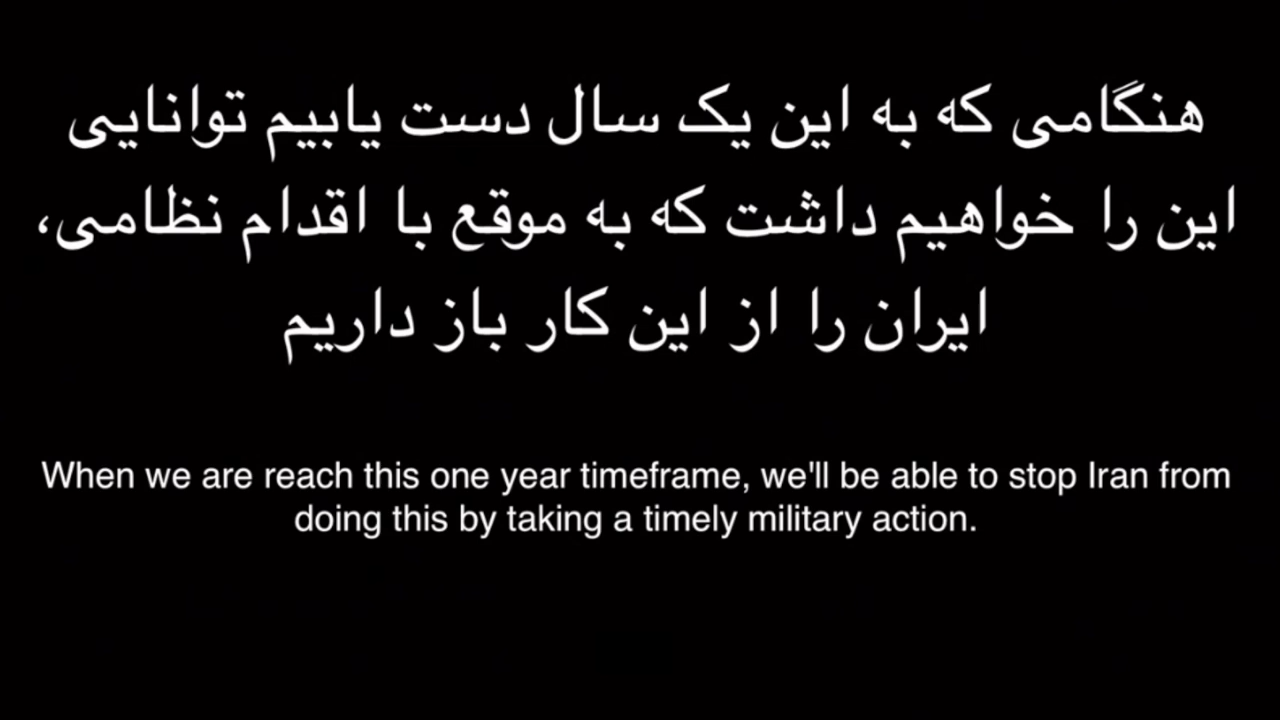 هنگامی که به این یک سال دست یابیم توانایی
این را خواهیم داشت که به موقع با اقدام نظامی،
ایران را از این کار باز داریم
When we are reach this one year timeframe, we'll be able to stop Iran from
doing this by taking a timely military action.